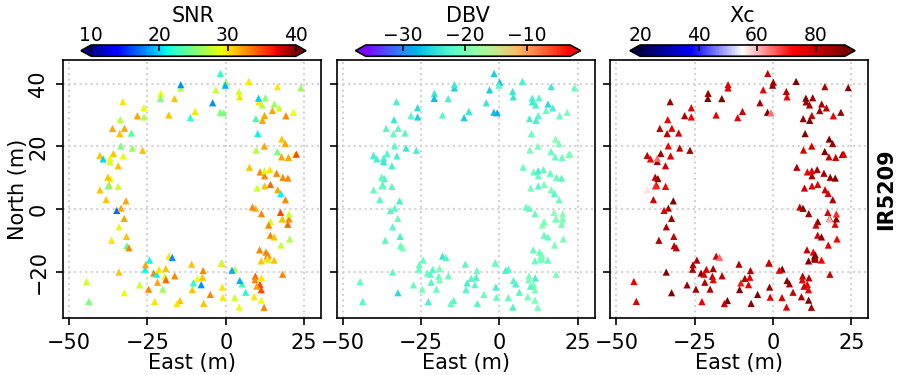 SNR DBV Xc
10 20 30 40 −30 −20 −10 20 40 60 80
North (m)
40
20
0
−20
−50 −25 0 25 −50 −25 0 25 −50 −25 0 25
East (m) East (m) East (m)
IR5209